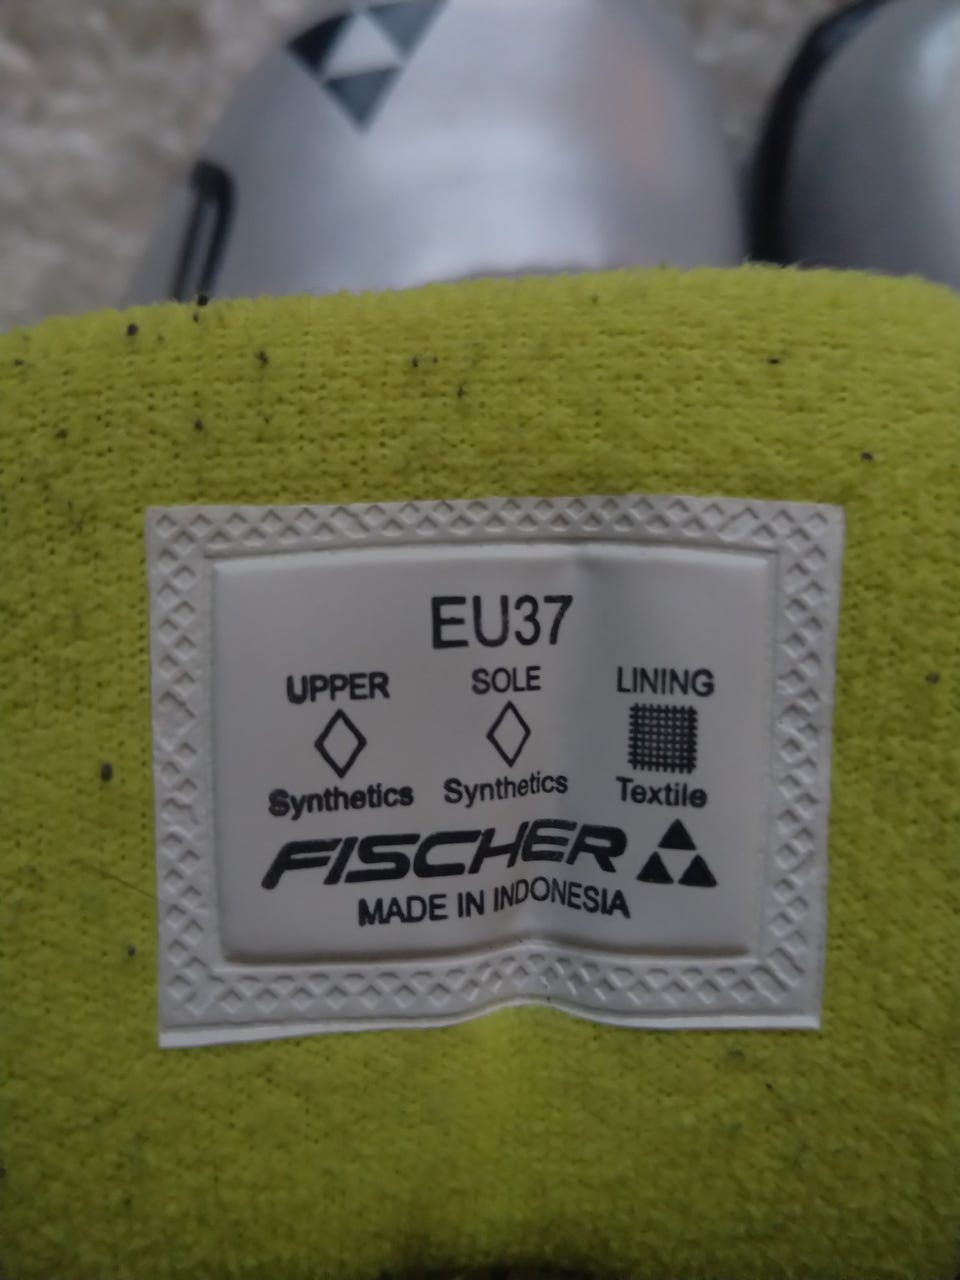 EU37
UPPER SOLE LINING
Synthetics Synthetics Textile
FISCHER
MADE IN INDONESIA